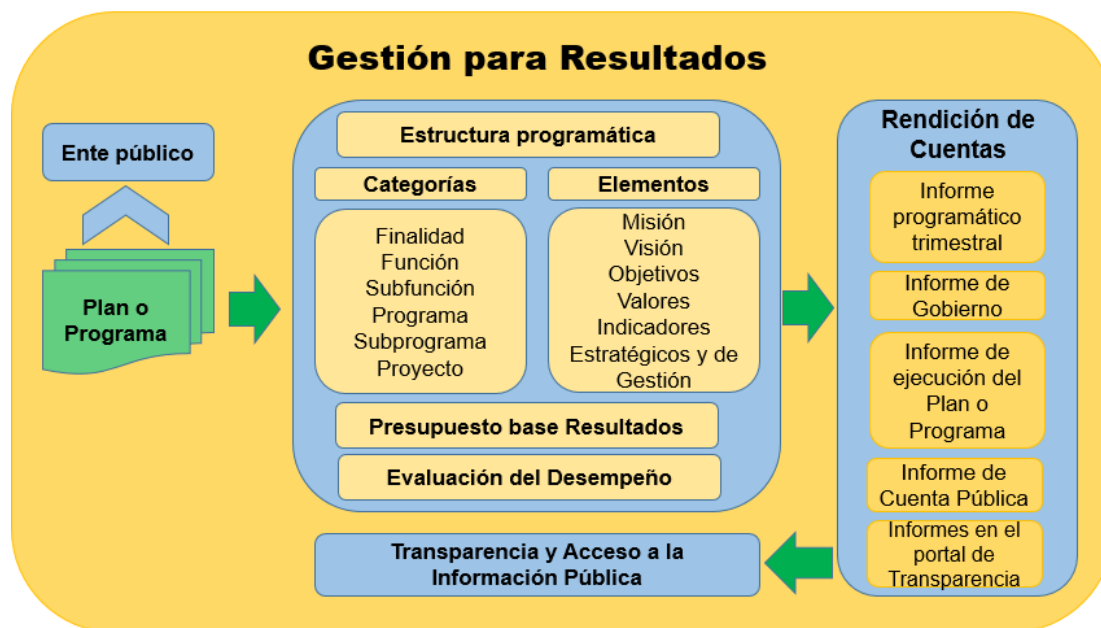 Gestión para Resultados
Ente público
Plan o
Programa
Estructura programática
Categorías
Finalidad
Función
Subfunción
Programa
Subprograma
Proyecto
Elementos
Misión
Visión
Objetivos
Valores
Indicadores
Estratégicos y de
Gestión
Presupuesto base Resultados
Evaluación del Desempeño
Rendición de
Cuentas
Informe
programático
trimestral
Informe de
Gobierno
Informe de
ejecución del
Plan o
Programa
Informe de
Cuenta Pública
Informes en el
portal de
Transparencia
Transparencia y Acceso a la
Información Pública